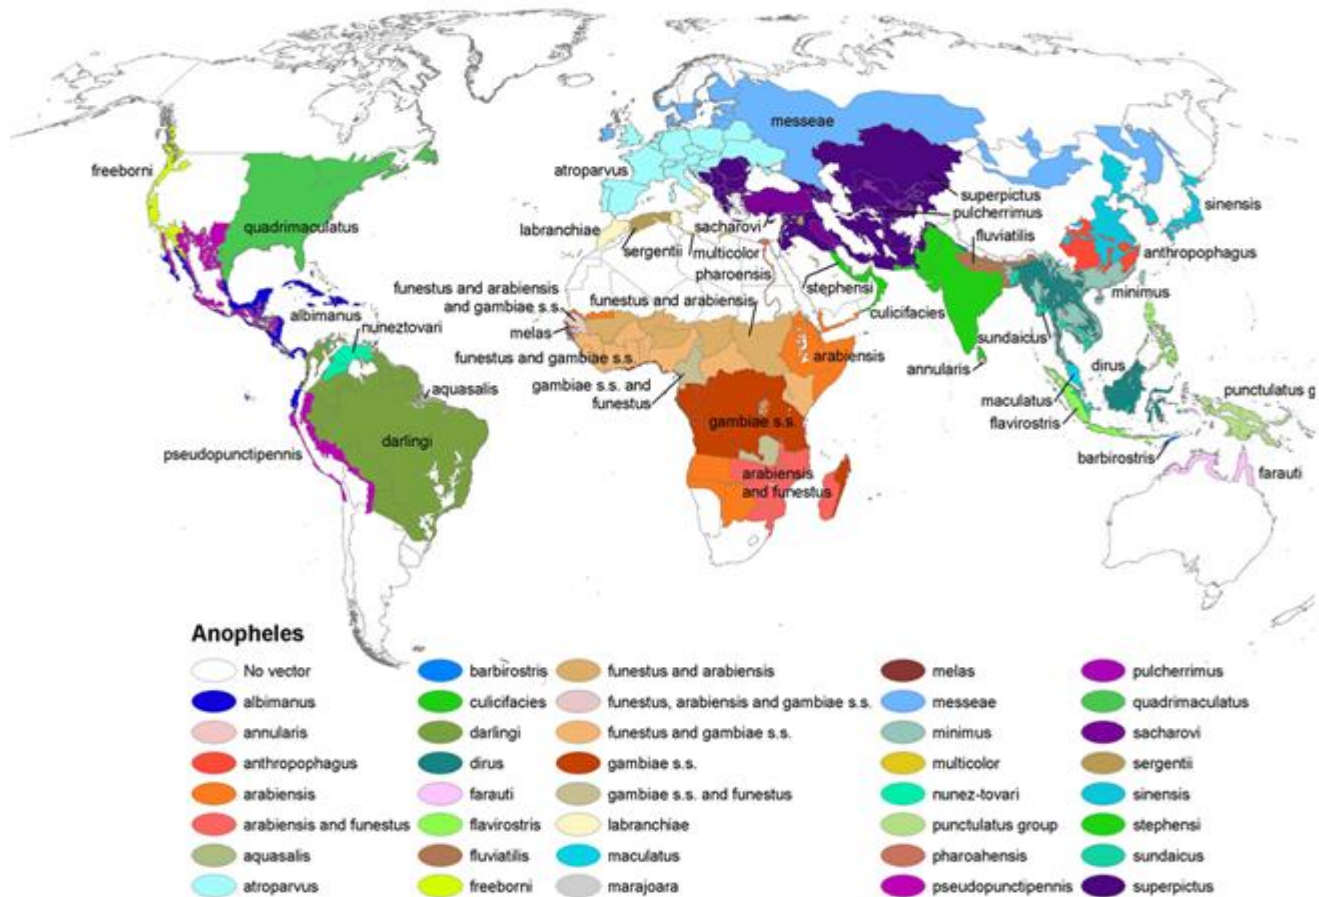 messeae
freeborni
atroparvus
superpictus
sinensis
pulcherrimus
quadrimaculatus
labranchiae
sacharovi
fluviatilis
sergentii
multicolor
anthropophagus
pharoensis
stephensi
funestus and arabiensis
and gambiae s.s.
funestus and arabiensis
minimus
albimanus
culicifacies
nuneztovari
melas
sundaicus
funestus and gambiae s.s.
arabiensis
annularis
dirus
aquasalis
gambiae s.s. and
funestus
punctulatus g
maculatus
gambiae s.s.
flavirostris
darlingi
pseudopunctipennis
barbirostris
arabiensis
and funestus
farauti
Anopheles
No vector
albimanus
annularis
anthropophagus
arabiensis
arabiensis and funestus
aquasalis
atroparvus
barbirostris
culicifacies
darlingi
dirus
farauti
flavirostris
fluviatilis
freeborni
funestus and arabiensis
funestus, arabiensis and gambiae s.s.
funestus and gambiae s.s.
gambiae s.s.
gambiae s.s. and funestus
labranchiae
maculatus
marajoara
melas
messeae
minimus
multicolor
nunez-tovari
punctulatus group
pharoahensis
pseudopunctipennis
pulcherrimus
quadrimaculatus
sacharovi
sergentii
sinensis
stephensi
sundaicus
superpictus